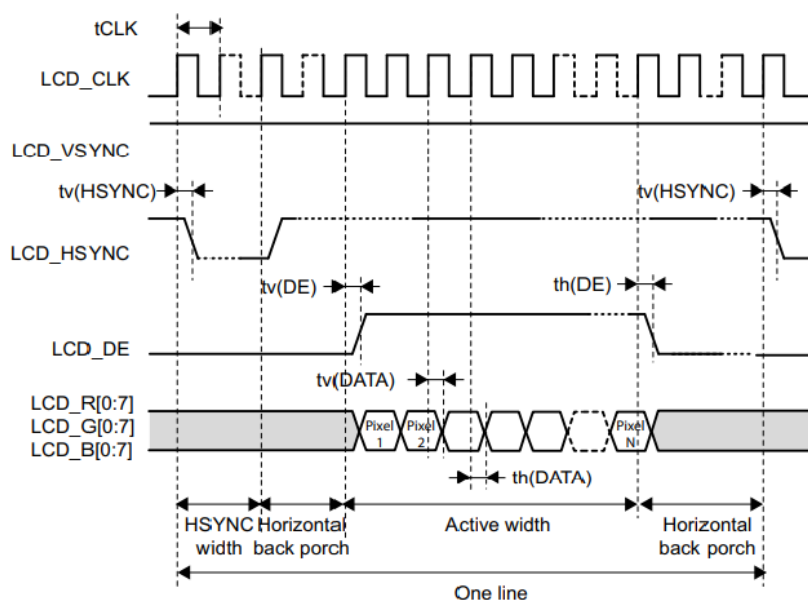 tCLK
LCD_CLK
LCD_VSYNC
tv(HSYNC)
tv(HSYNC)
LCD_HSYNC
tv(DE)
th(DE)
LCD_DE
tv(DATA)
LCD_R[0:7]
LCD_G[0:7]
LCD_B[0:7]
Pixel
1
Pixel
2
Pixel
N
th(DATA)
HSYNC
width
Horizontal
back porch
Active width
Horizontal
back porch
One line